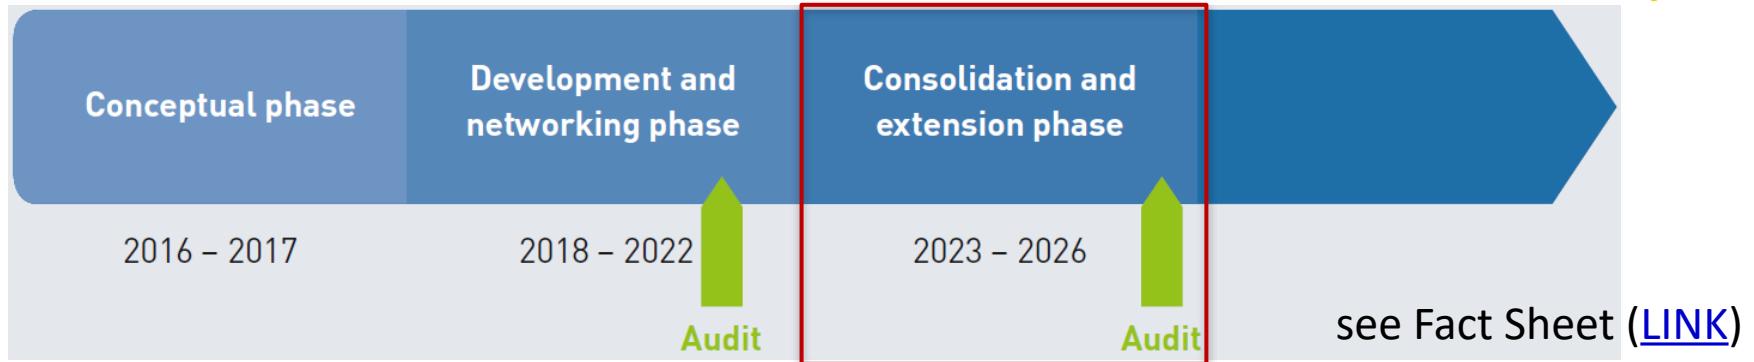 Conceptual phase
Development and
networking phase
Consolidation and
extension phase
2016 – 2017
2018 – 2022
2023 – 2026
Audit
Audit
see Fact Sheet (LINK)